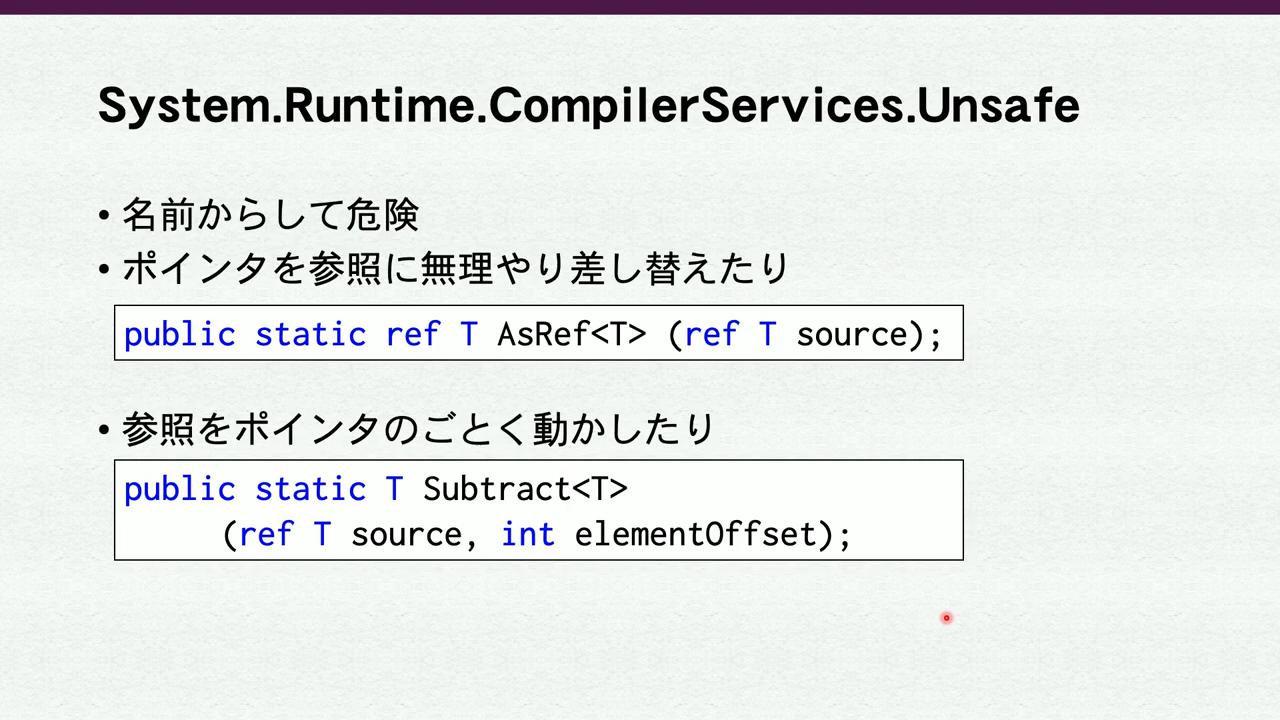 System.Runtime.CompilerServices.Unsafe
• 名前からして危険
• ポインタを参照に無理やり差し替えたり
public static ref T AsRef<T> (ref T source);
• 参照をポインタのごとく動かしたり
public static T Subtract<T>
(ref T source, int elementOffset);